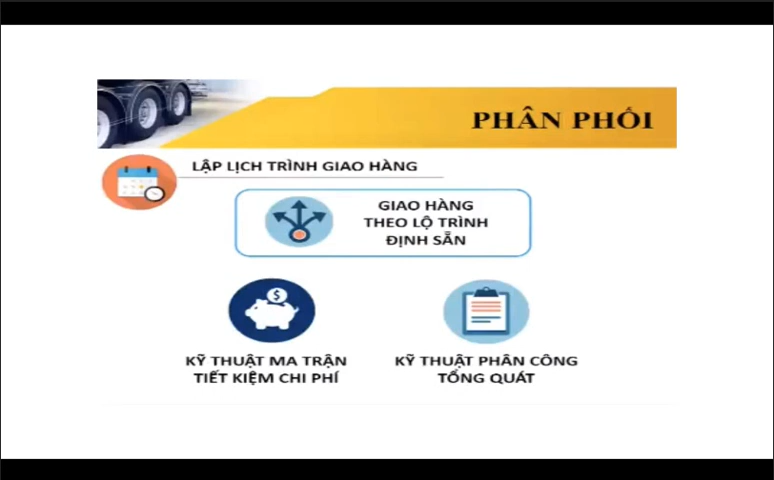 PHÂN PHỐI
LẬP LỊCH TRÌNH GIAO HÀNG
GIAO HÀNG
THEO LỘ TRÌNH
ĐỊNH SẴN
$
KỸ THUẬT MA TRẬN
TIẾT KIỆM CHI PHÍ
KỸ THUẬT PHÂN CÔNG
TỔNG QUÁT